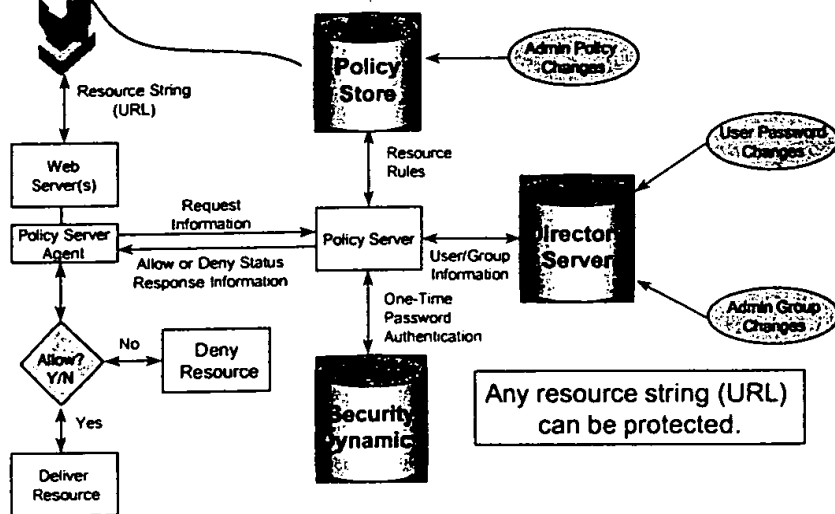 Policy
Store
Admin Policy
Changes
Resource String
(URL)
User Password
Changes
Web
Server(s)
Resource
Rules
Request
Information
Policy Server
Agent
Policy Server
Allow or Deny Status
Response Information
User/Group
Information
Director
Server
One-Time
Password
Authentication
Admin Group
Changes
Allow?
Y/N
No
Deny
Resource
Yes
Security
Dynamic
Any resource string (URL)
can be protected.
Deliver
Resource